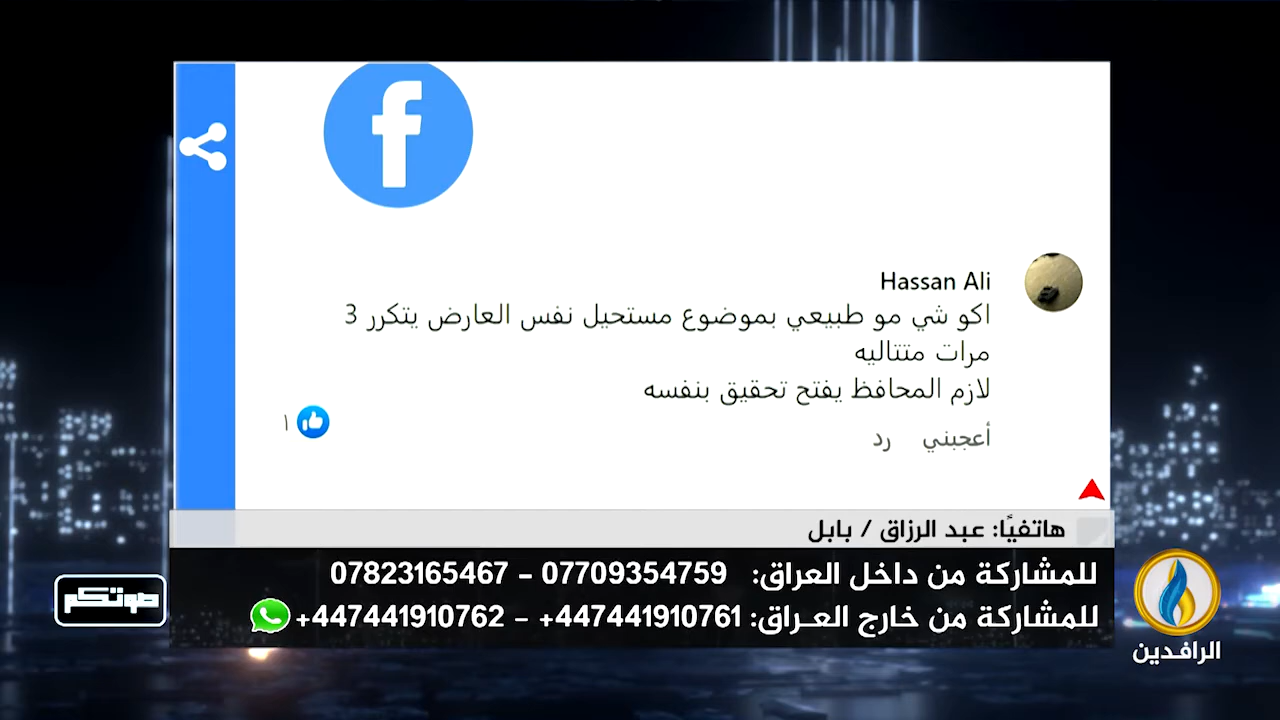 Hassan Ali
اكو شي مو طبيعي بموضوع مستحيل نفس العارض يتكرر 3
مرات متتاليه
لازم المحافظ يفتح تحقيق بنفسه
١
أعجبني رد
هاتفيًا: عبد الرزاق / بابل
للمشاركة من داخل العراق: 07709354759 - 07823165467
للمشاركة من خارج العـراق: 447441910761+ - 447441910762+
صوتكم
الرافدين